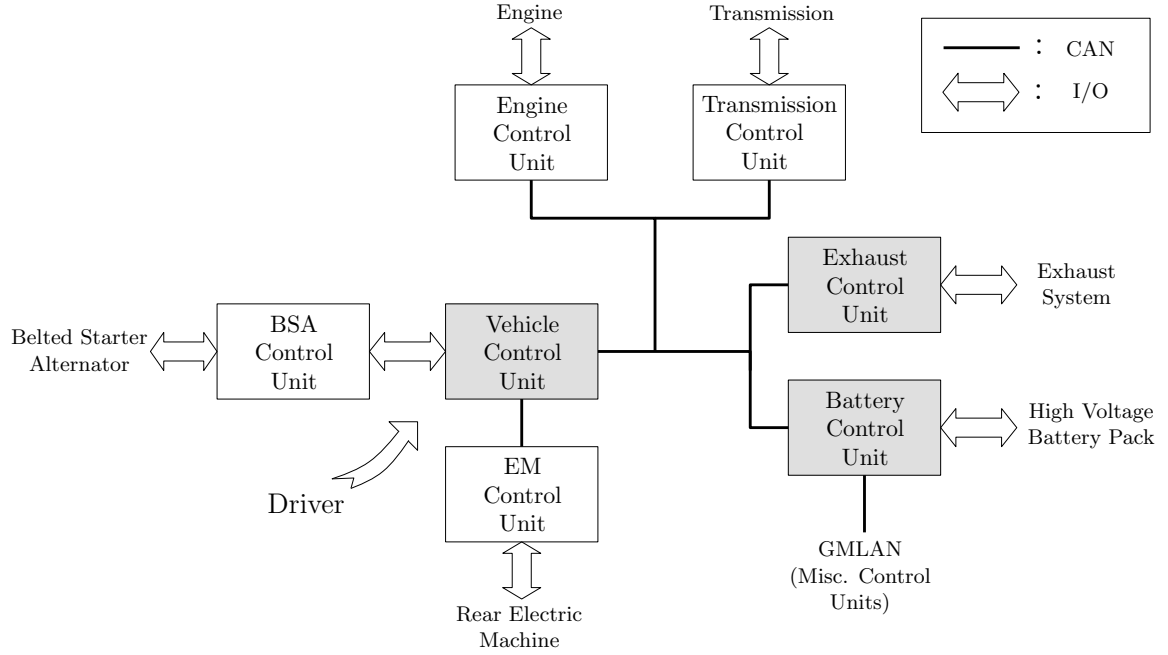 Engine
Transmission
: CAN
: I/O
Engine
Control
Unit
Transmission
Control
Unit
Exhaust
Control
Unit
Exhaust
System
Belted Starter
Alternator
BSA
Control
Unit
Vehicle
Control
Unit
Battery
Control
Unit
High Voltage
Battery Pack
Driver
EM
Control
Unit
GMLAN
(Misc. Control
Units)
Rear Electric
Machine